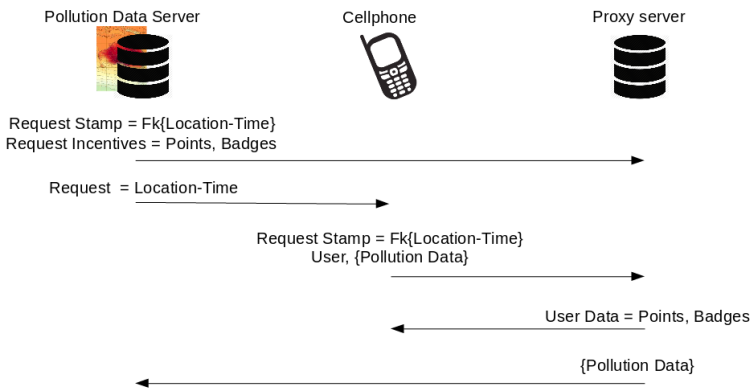 Pollution Data Server
Cellphone
Proxy server
Request Stamp = Fk{Location-Time}
Request Incentives = Points, Badges
Request = Location-Time
Request Stamp = Fk{Location-Time}
User, {Pollution Data}
User Data = Points, Badges
{Pollution Data}